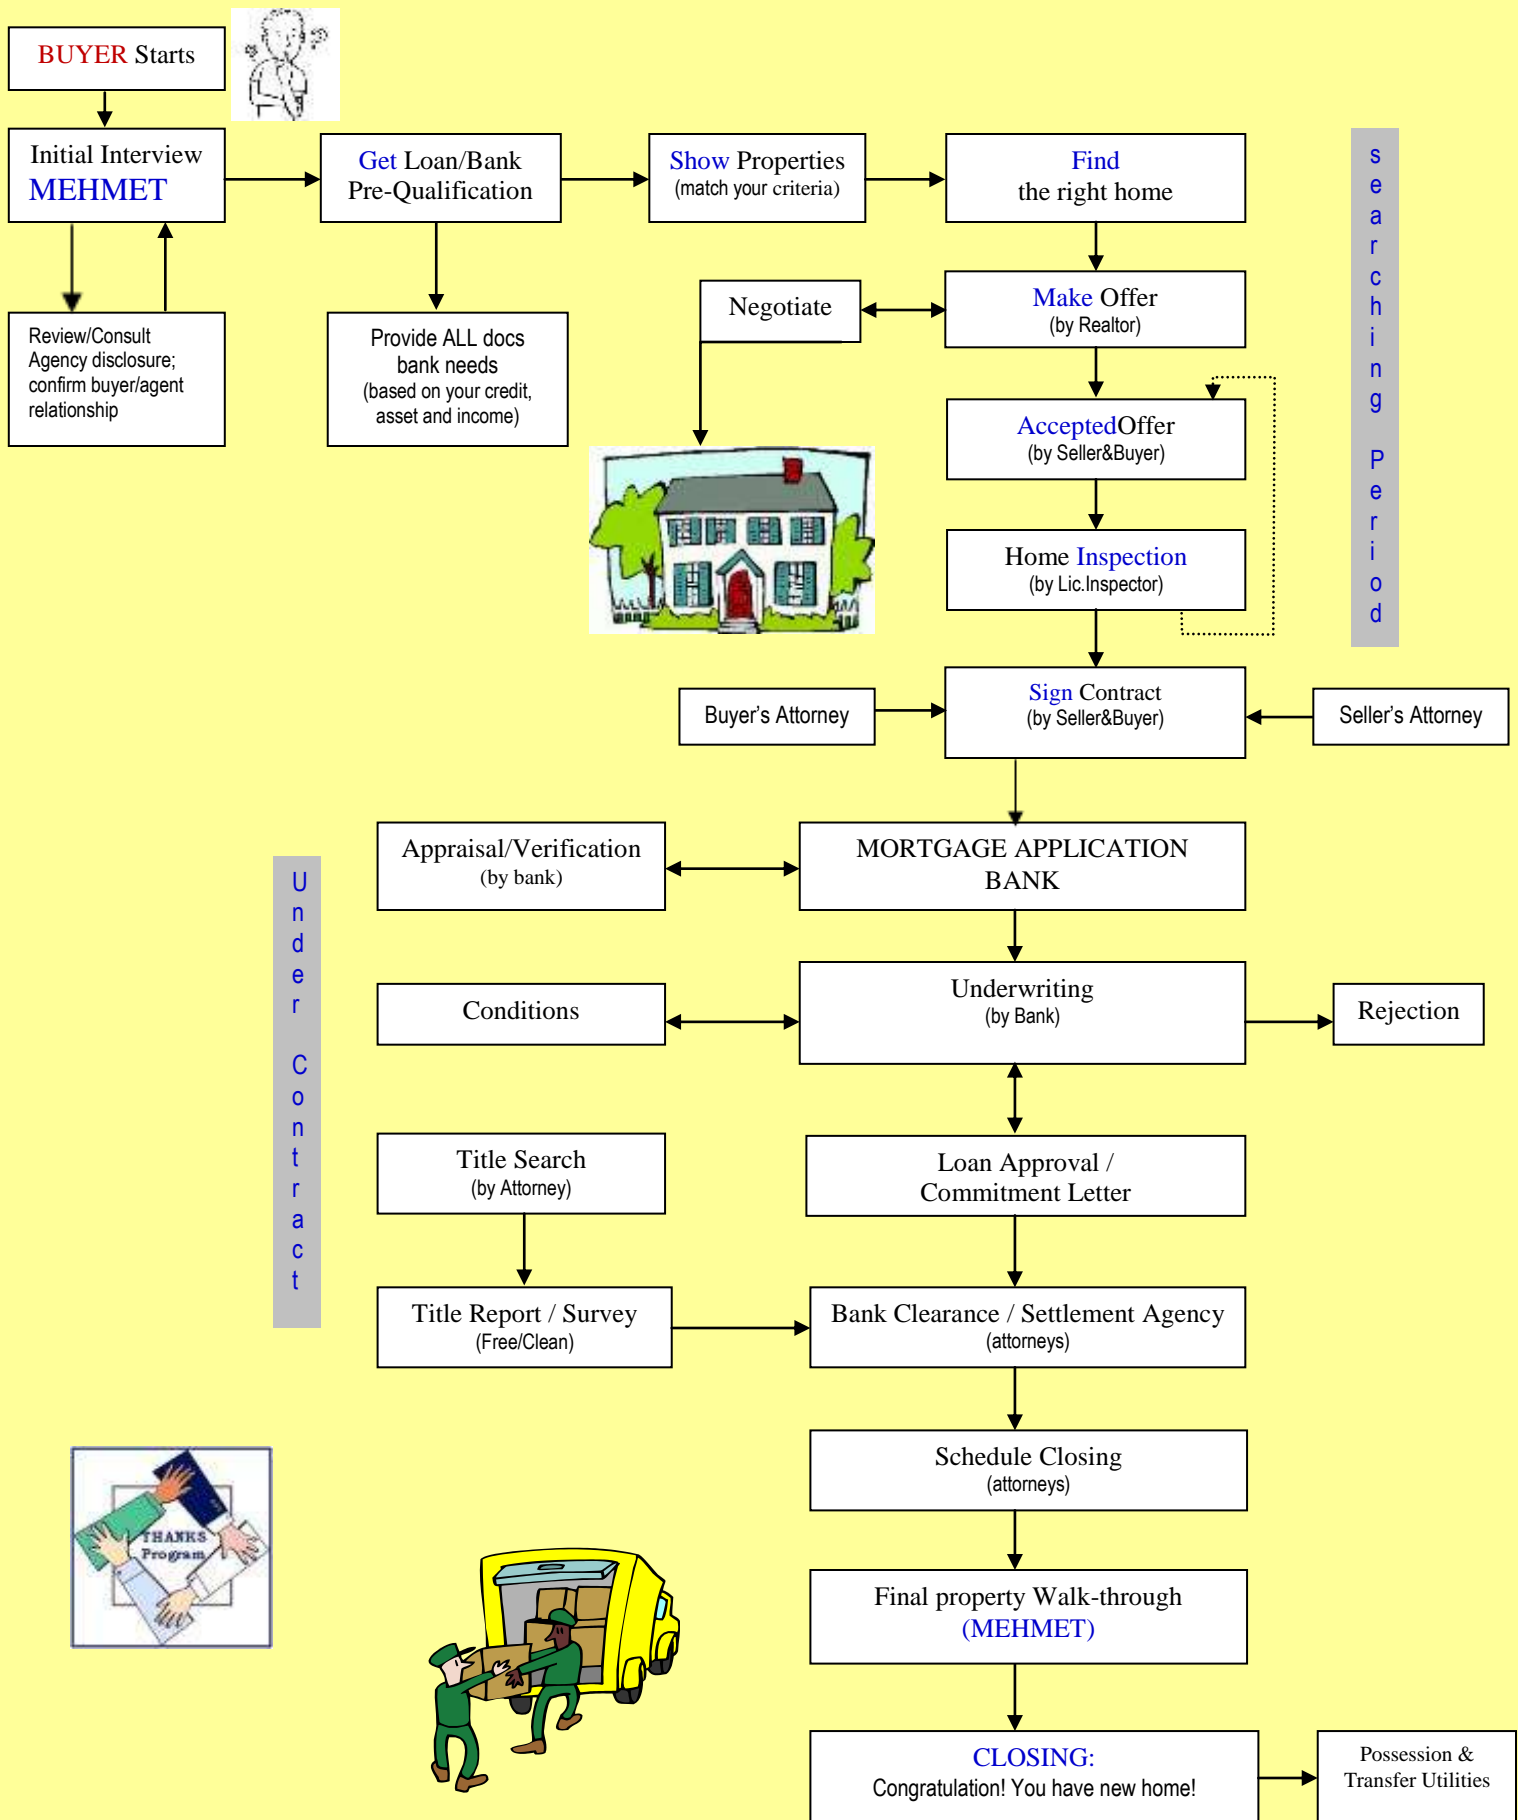 BUYER Starts
Initial Interview
MEHMET
Get Loan/Bank
Pre-Qualification
Show Properties
(match your criteria)
Find
the right home
Review/Consult
Agency disclosure;
confirm buyer/agent
relationship
Provide ALL docs
bank needs
(based on your credit,
asset and income)
Negotiate
Make Offer
(by Realtor)
AcceptedOffer
(by Seller&Buyer)
Home Inspection
(by Lic.Inspector)
searching Period
Buyer’s Attorney
Sign Contract
(by Seller&Buyer)
Seller’s Attorney
Under Contract
Appraisal/Verification
(by bank)
MORTGAGE APPLICATION
BANK
Conditions
Underwriting
(by Bank)
Rejection
Title Search
(by Attorney)
Loan Approval /
Commitment Letter
Title Report / Survey
(Free/Clean)
Bank Clearance / Settlement Agency
(attorneys)
Schedule Closing
(attorneys)
THANKS
Program
Final property Walk-through
(MEHMET)
CLOSING:
Congratulation! You have new home!
Possession &
Transfer Utilities